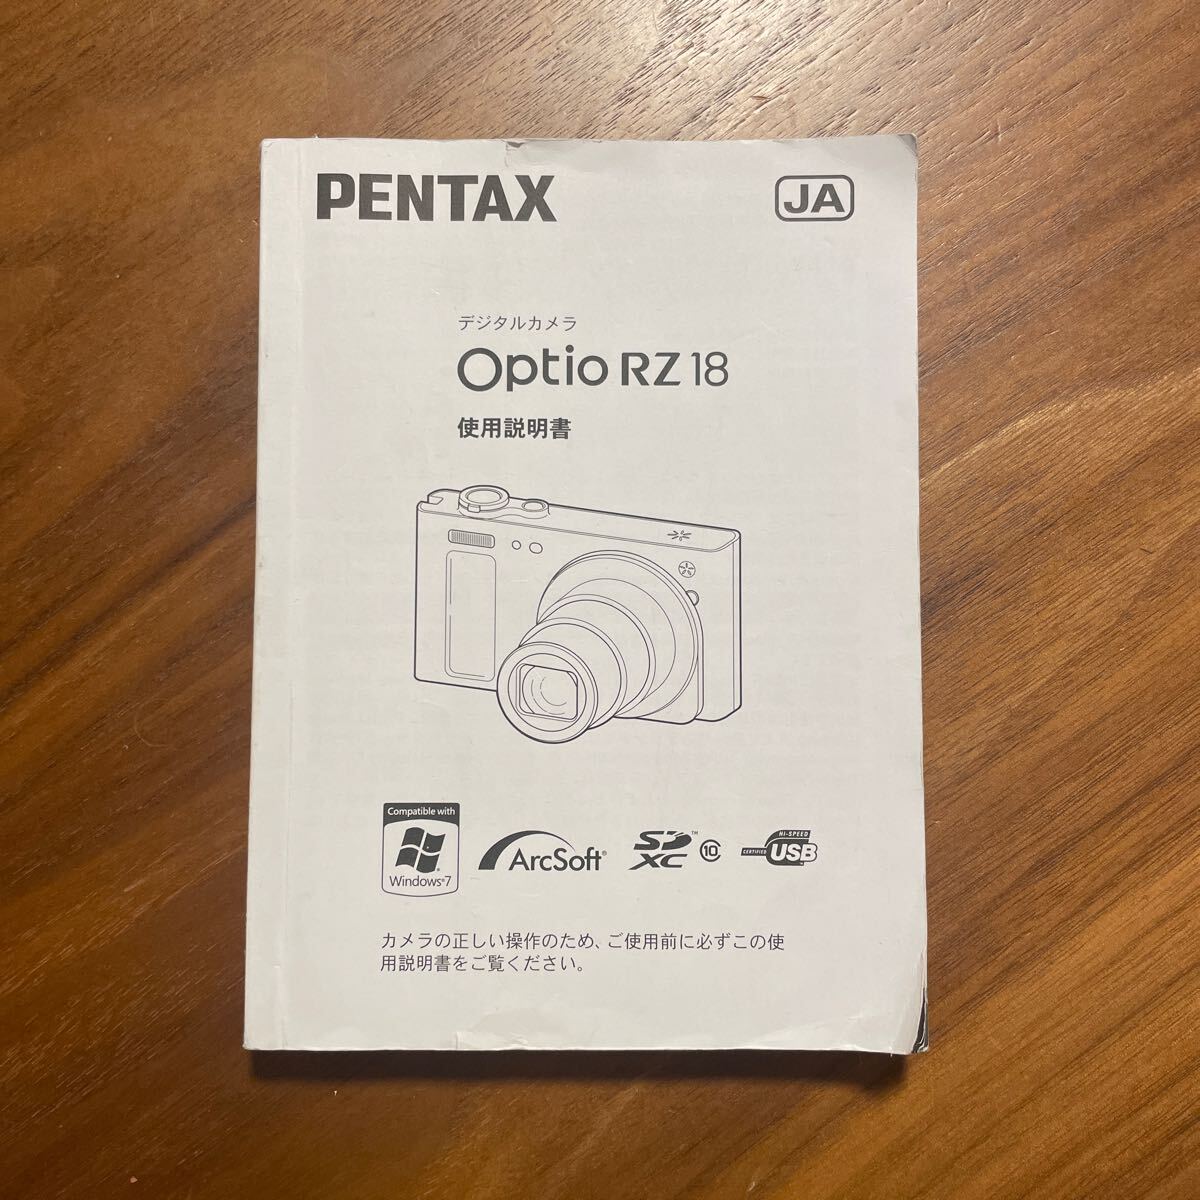 PENTAX
JA
デジタルカメラ
Optio RZ18
使用説明書
Compatible with
Windows®7
ArcSoft®
SDXC™ 10
HI-SPEED
CERTIFIED USB
カメラの正しい操作のため、ご使用前に必ずこの使
用説明書をご覧ください。